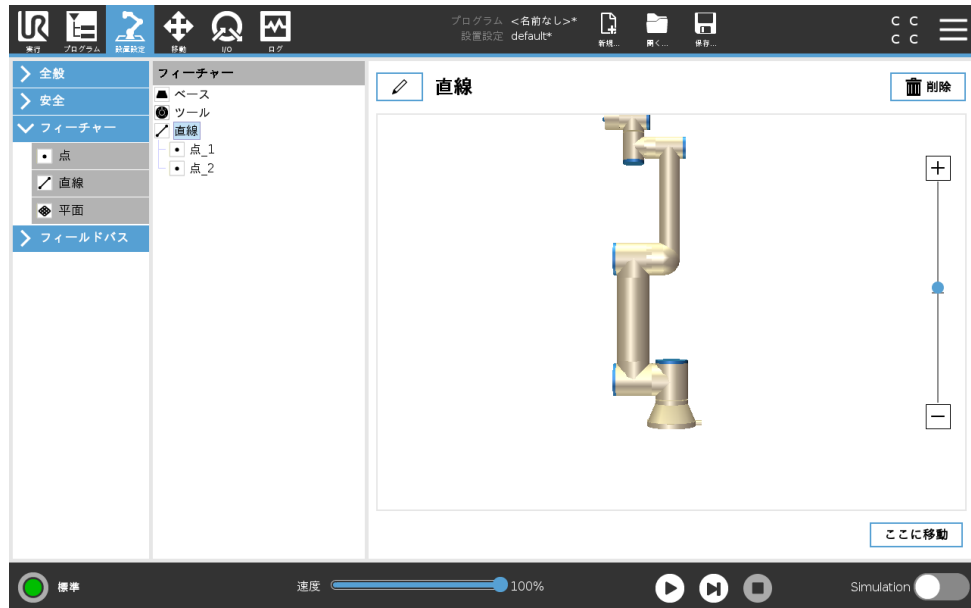 プログラム <名前なし>*
設置設定 default*
実行 プログラム 設置設定 移動 I/O ログ 新規... 開く... 保存...
C C
C C
全般
安全
フィーチャー
点
直線
平面
フィールドバス
フィーチャー
ベース
ツール
直線
点_1
点_2
直線
削除
ここに移動
標準
速度
100%
Simulation